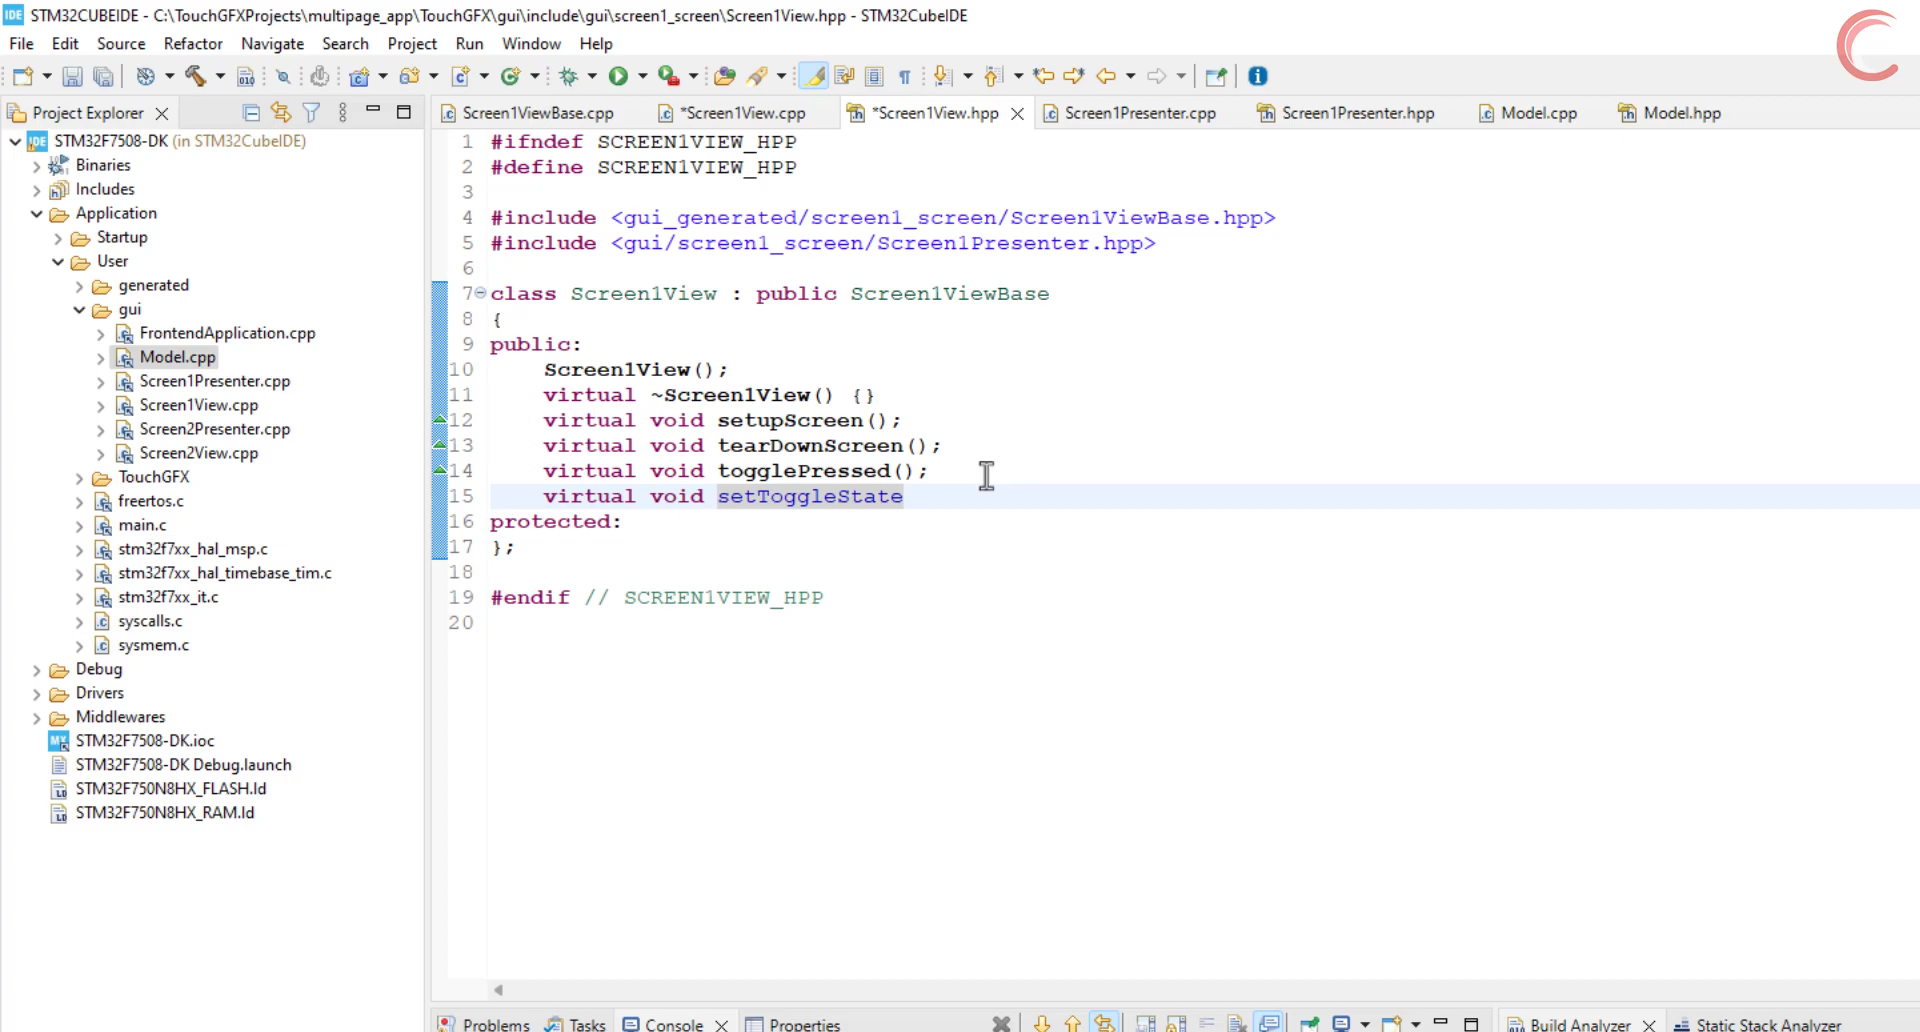 STM32CUBEIDE - C:\TouchGFXProjects\multipage_app\TouchGFX\gui\include\gui\screen1_screen\Screen1View.hpp - STM32CubeIDE
File Edit Source Refactor Navigate Search Project Run Window Help
Project Explorer
Screen1ViewBase.cpp *Screen1View.cpp *Screen1View.hpp Screen1Presenter.cpp Screen1Presenter.hpp Model.cpp Model.hpp
IDE STM32F7508-DK (in STM32CubeIDE)
Binaries
Includes
Application
Startup
User
generated
gui
FrontendApplication.cpp
Model.cpp
Screen1Presenter.cpp
Screen1View.cpp
Screen2Presenter.cpp
Screen2View.cpp
TouchGFX
freertos.c
main.c
stm32f7xx_hal_msp.c
stm32f7xx_hal_timebase_tim.c
stm32f7xx_it.c
syscalls.c
sysmem.c
Debug
Drivers
Middlewares
MX STM32F7508-DK.ioc
STM32F7508-DK Debug.launch
STM32F750N8HX_FLASH.ld
STM32F750N8HX_RAM.ld
1 #ifndef SCREEN1VIEW_HPP
2 #define SCREEN1VIEW_HPP
3
4 #include <gui_generated/screen1_screen/Screen1ViewBase.hpp>
5 #include <gui/screen1_screen/Screen1Presenter.hpp>
6
7 class Screen1View : public Screen1ViewBase
8 {
9 public:
10 Screen1View();
11 virtual ~Screen1View() {}
12 virtual void setupScreen();
13 virtual void tearDownScreen();
14 virtual void togglePressed();
15 virtual void setToggleState
16 protected:
17 };
18
19 #endif // SCREEN1VIEW_HPP
20
Problems Tasks Console Properties
Build Analyzer Static Stack Analyzer